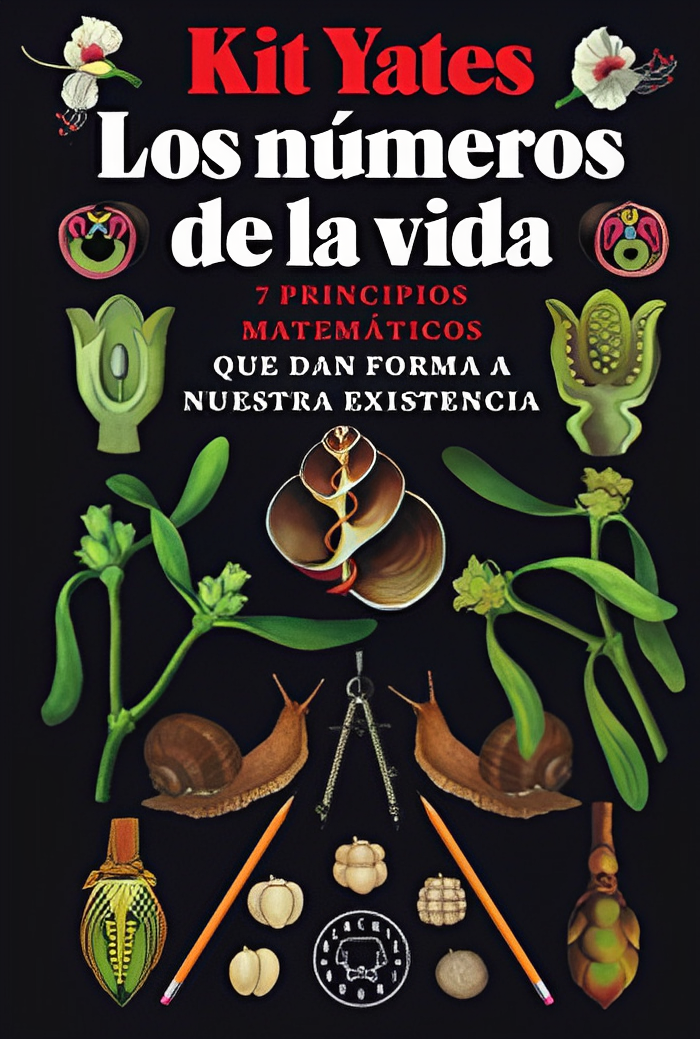 Kit Yates
Los números
de la vida
7 PRINCIPIOS
MATEMÁTICOS
QUE DAN FORMA A
NUESTRA EXISTENCIA